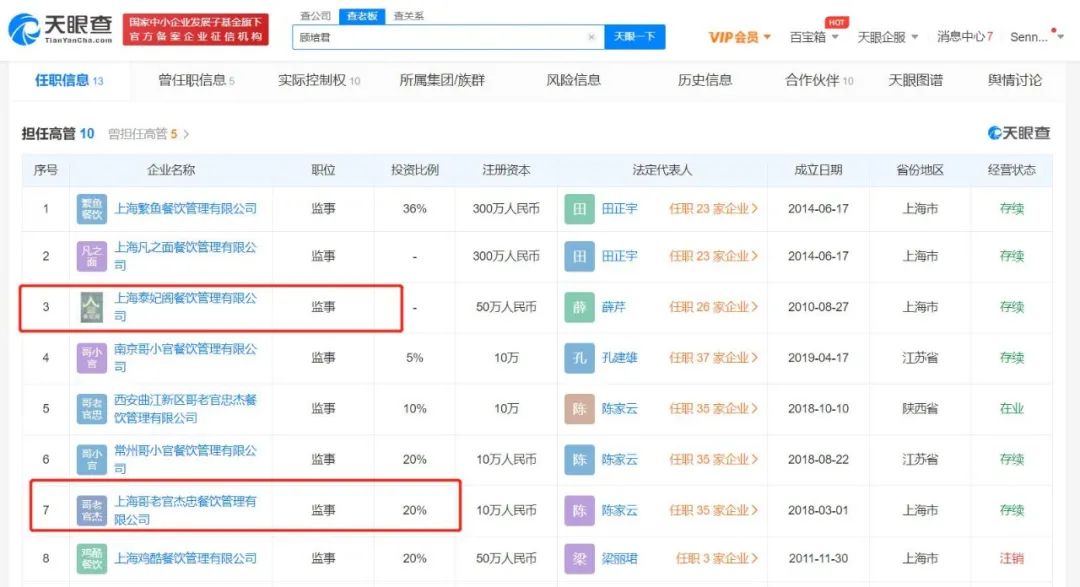 天眼查 TianYanCha.com
国家中小企业发展子基金旗下
官方备案企业征信机构
查公司 查老板 查关系
顾培君 × 天眼一下
VIP会员 百宝箱 HOT 天眼企服 消息中心7 Senn...
任职信息 13 曾任职信息 5 实际控制权 10 所属集团/族群 风险信息 历史信息 合作伙伴 10 天眼图谱 舆情讨论
担任高管 10 曾担任高管 5 > 天眼查
序号 企业名称 职位 投资比例 注册资本 法定代表人 成立日期 省份地区 经营状态
1 繁鱼餐饮 上海繁鱼餐饮管理有限公司 监事 36% 300万人民币 田 田正宇 任职 23 家企业 > 2014-06-17 上海市 存续
2 凡之面 上海凡之面餐饮管理有限公
司 监事 - 300万人民币 田 田正宇 任职 23 家企业 > 2014-06-17 上海市 存续
3 上海泰妃阁餐饮管理有限公
司 监事 - 50万人民币 薛 薛芹 任职 26 家企业 > 2010-08-27 上海市 存续
4 哥小官 南京哥小官餐饮管理有限公
司 监事 5% 10万 孔 孔建雄 任职 37 家企业 > 2019-04-17 江苏省 存续
5 哥老官忠 西安曲江新区哥老官忠杰餐
饮管理有限公司 监事 10% 10万 陈 陈家云 任职 35 家企业 > 2018-10-10 陕西省 在业
6 哥小官 常州哥小官餐饮管理有限公
司 监事 20% 10万人民币 陈 陈家云 任职 35 家企业 > 2018-08-22 江苏省 存续
7 哥老官杰 上海哥老官杰忠餐饮管理有
限公司 监事 20% 10万人民币 陈 陈家云 任职 35 家企业 > 2018-03-01 上海市 存续
8 鸡酷餐饮 上海鸡酷餐饮管理有限公司 监事 20% 50万人民币 梁 梁丽珺 任职 3 家企业 > 2011-11-30 上海市 注销